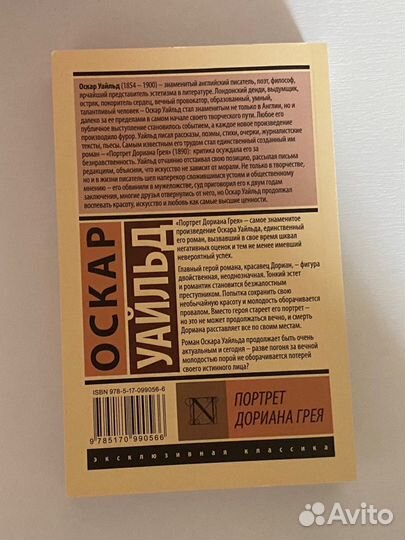 Оскар Уайльд (1854 – 1900) – знаменитый английский писатель, поэт, философ,
ярчайший представитель эстетизма в литературе. Лондонский денди, выдумщик,
остряк, покоритель сердец, вечный провокатор, образованный, умный,
талантливый человек – Оскар Уайльд стал знаменитым не только в Англии, но и
далеко за ее пределами в самом начале своего творческого пути. Любое его
публичное выступление становилось событием, а каждое новое произведение
производило фурор. Уайльд писал рассказы, поэмы, стихи, очерки, журналистские
тексты, пьесы. Самым известным его трудом стал единственный созданный им
роман – «Портрет Дориана Грея» (1890): критика осуждала его за
безнравственность. Уайльд отчаянно отстаивал свою позицию, рассылая письма
в редакции, объясняя, что искусство не зависит от морали. Не только в творчестве,
но и в жизни писатель шел наперекор сложившимся устоям и общественному
мнению – его обвинили в мужеложстве, суд приговорил его к двум годам
заключения, многие друзья отвернулись от него, но Оскар Уайльд продолжал
воспевать красоту, искусство и любовь как самые высшие ценности.
ОСКАР
УАЙЛЬД
«Портрет Дориана Грея» – самое знаменитое
произведение Оскара Уайльда, единственный
его роман, вызвавший в свое время шквал
негативных оценок и тем не менее имевший
невероятный успех.
Главный герой романа, красавец Дориан, – фигура
двойственная, неоднозначная. Тонкий эстет
и романтик становится безжалостным
преступником. Попытка сохранить свою
необычайную красоту и молодость оборачивается
провалом. Вместо героя стареет его портрет –
но это не может продолжаться вечно, и смерть
Дориана расставляет все по своим местам.
Роман Оскара Уайльда продолжает быть очень
актуальным и сегодня – разве погоня за вечной
молодостью порой не оборачивается потерей
своего истинного лица?
ISBN 978-5-17-099056-6
9 785170 990566
N
ПОРТРЕТ
ДОРИАНА ГРЕЯ
эксклюзивная классика
Avito